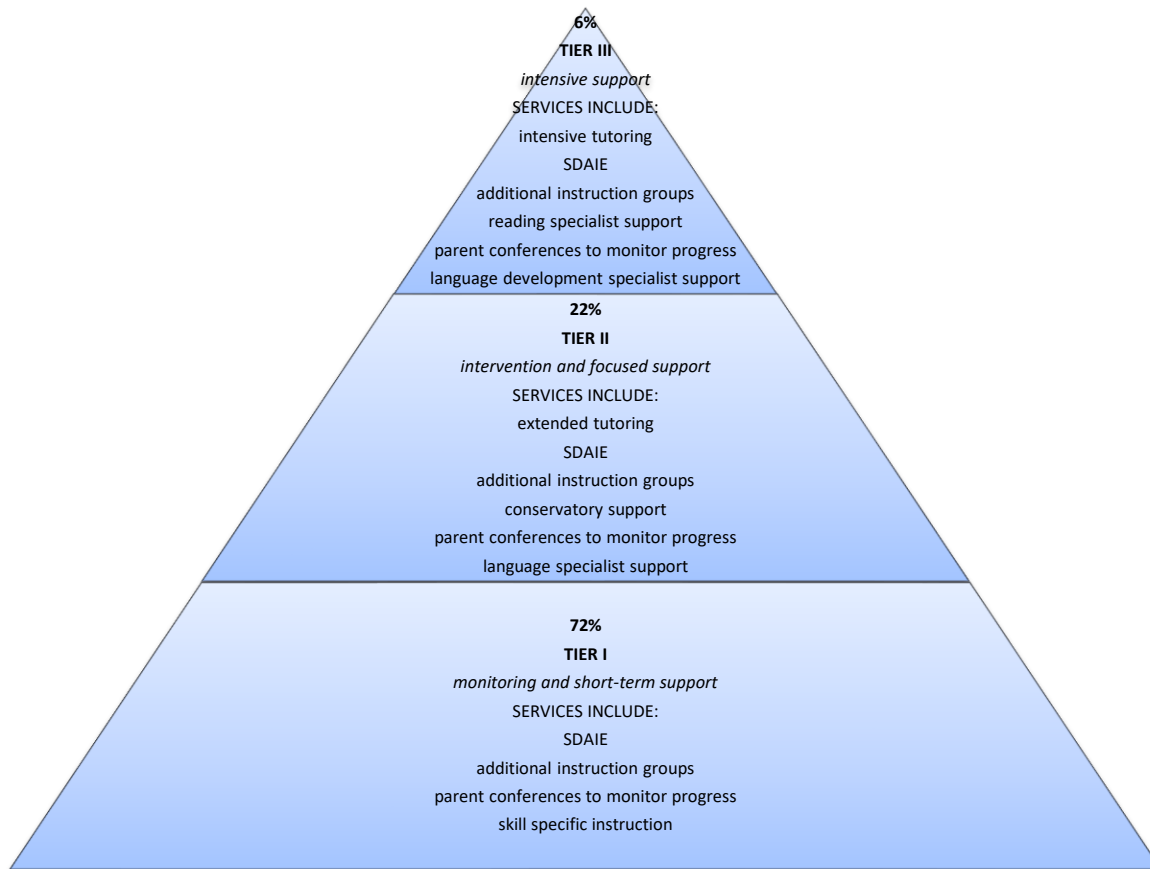 6%
TIER III
intensive support
SERVICES INCLUDE:
intensive tutoring
SDAIE
additional instruction groups
reading specialist support
parent conferences to monitor progress
language development specialist support
22%
TIER II
intervention and focused support
SERVICES INCLUDE:
extended tutoring
SDAIE
additional instruction groups
conservatory support
parent conferences to monitor progress
language specialist support
72%
TIER I
monitoring and short-term support
SERVICES INCLUDE:
SDAIE
additional instruction groups
parent conferences to monitor progress
skill specific instruction